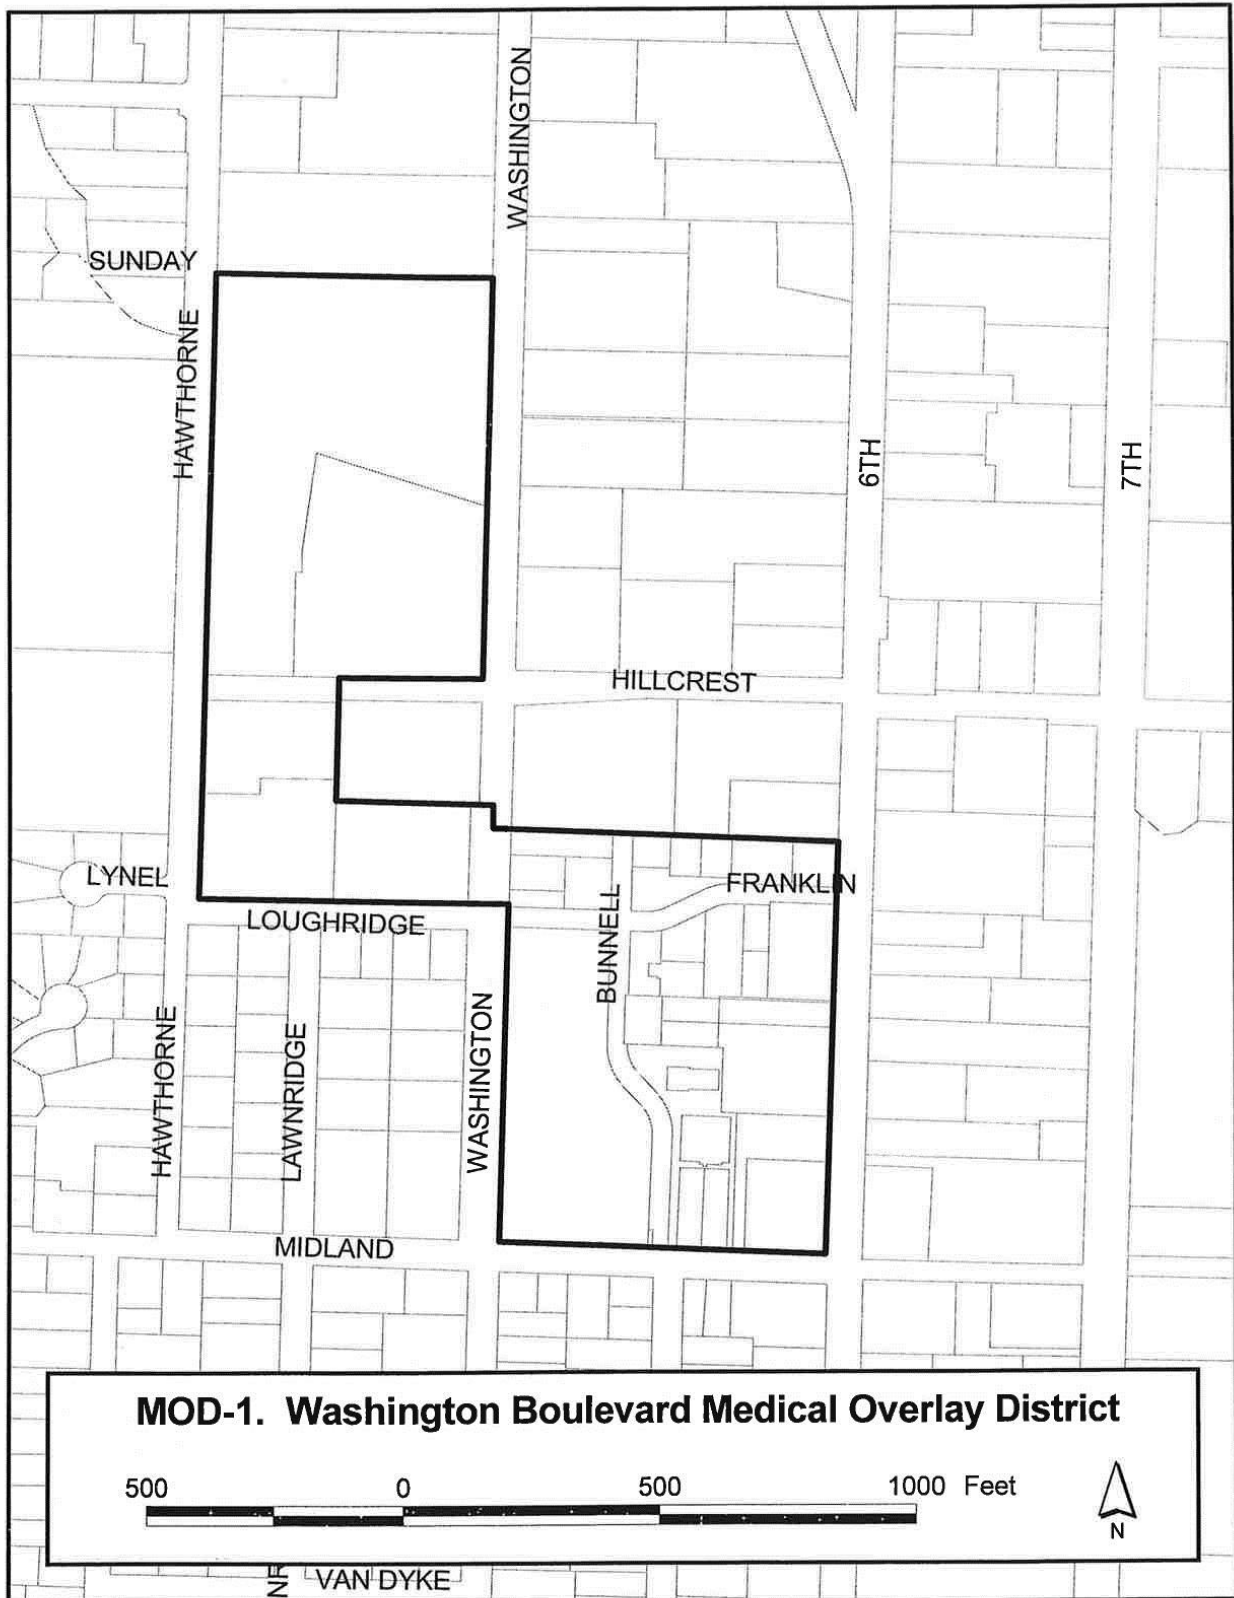 WASHINGTON
SUNDAY
HAWTHORNE
6TH
7TH
HILLCREST
LYNEL
FRANKLIN
LOUGHRIDGE
BUNNELL
HAWTHORNE
LAWNRIDGE
WASHINGTON
MIDLAND
MOD-1. Washington Boulevard Medical Overlay District
500 0 500 1000 Feet
N
NR
VAN DYKE